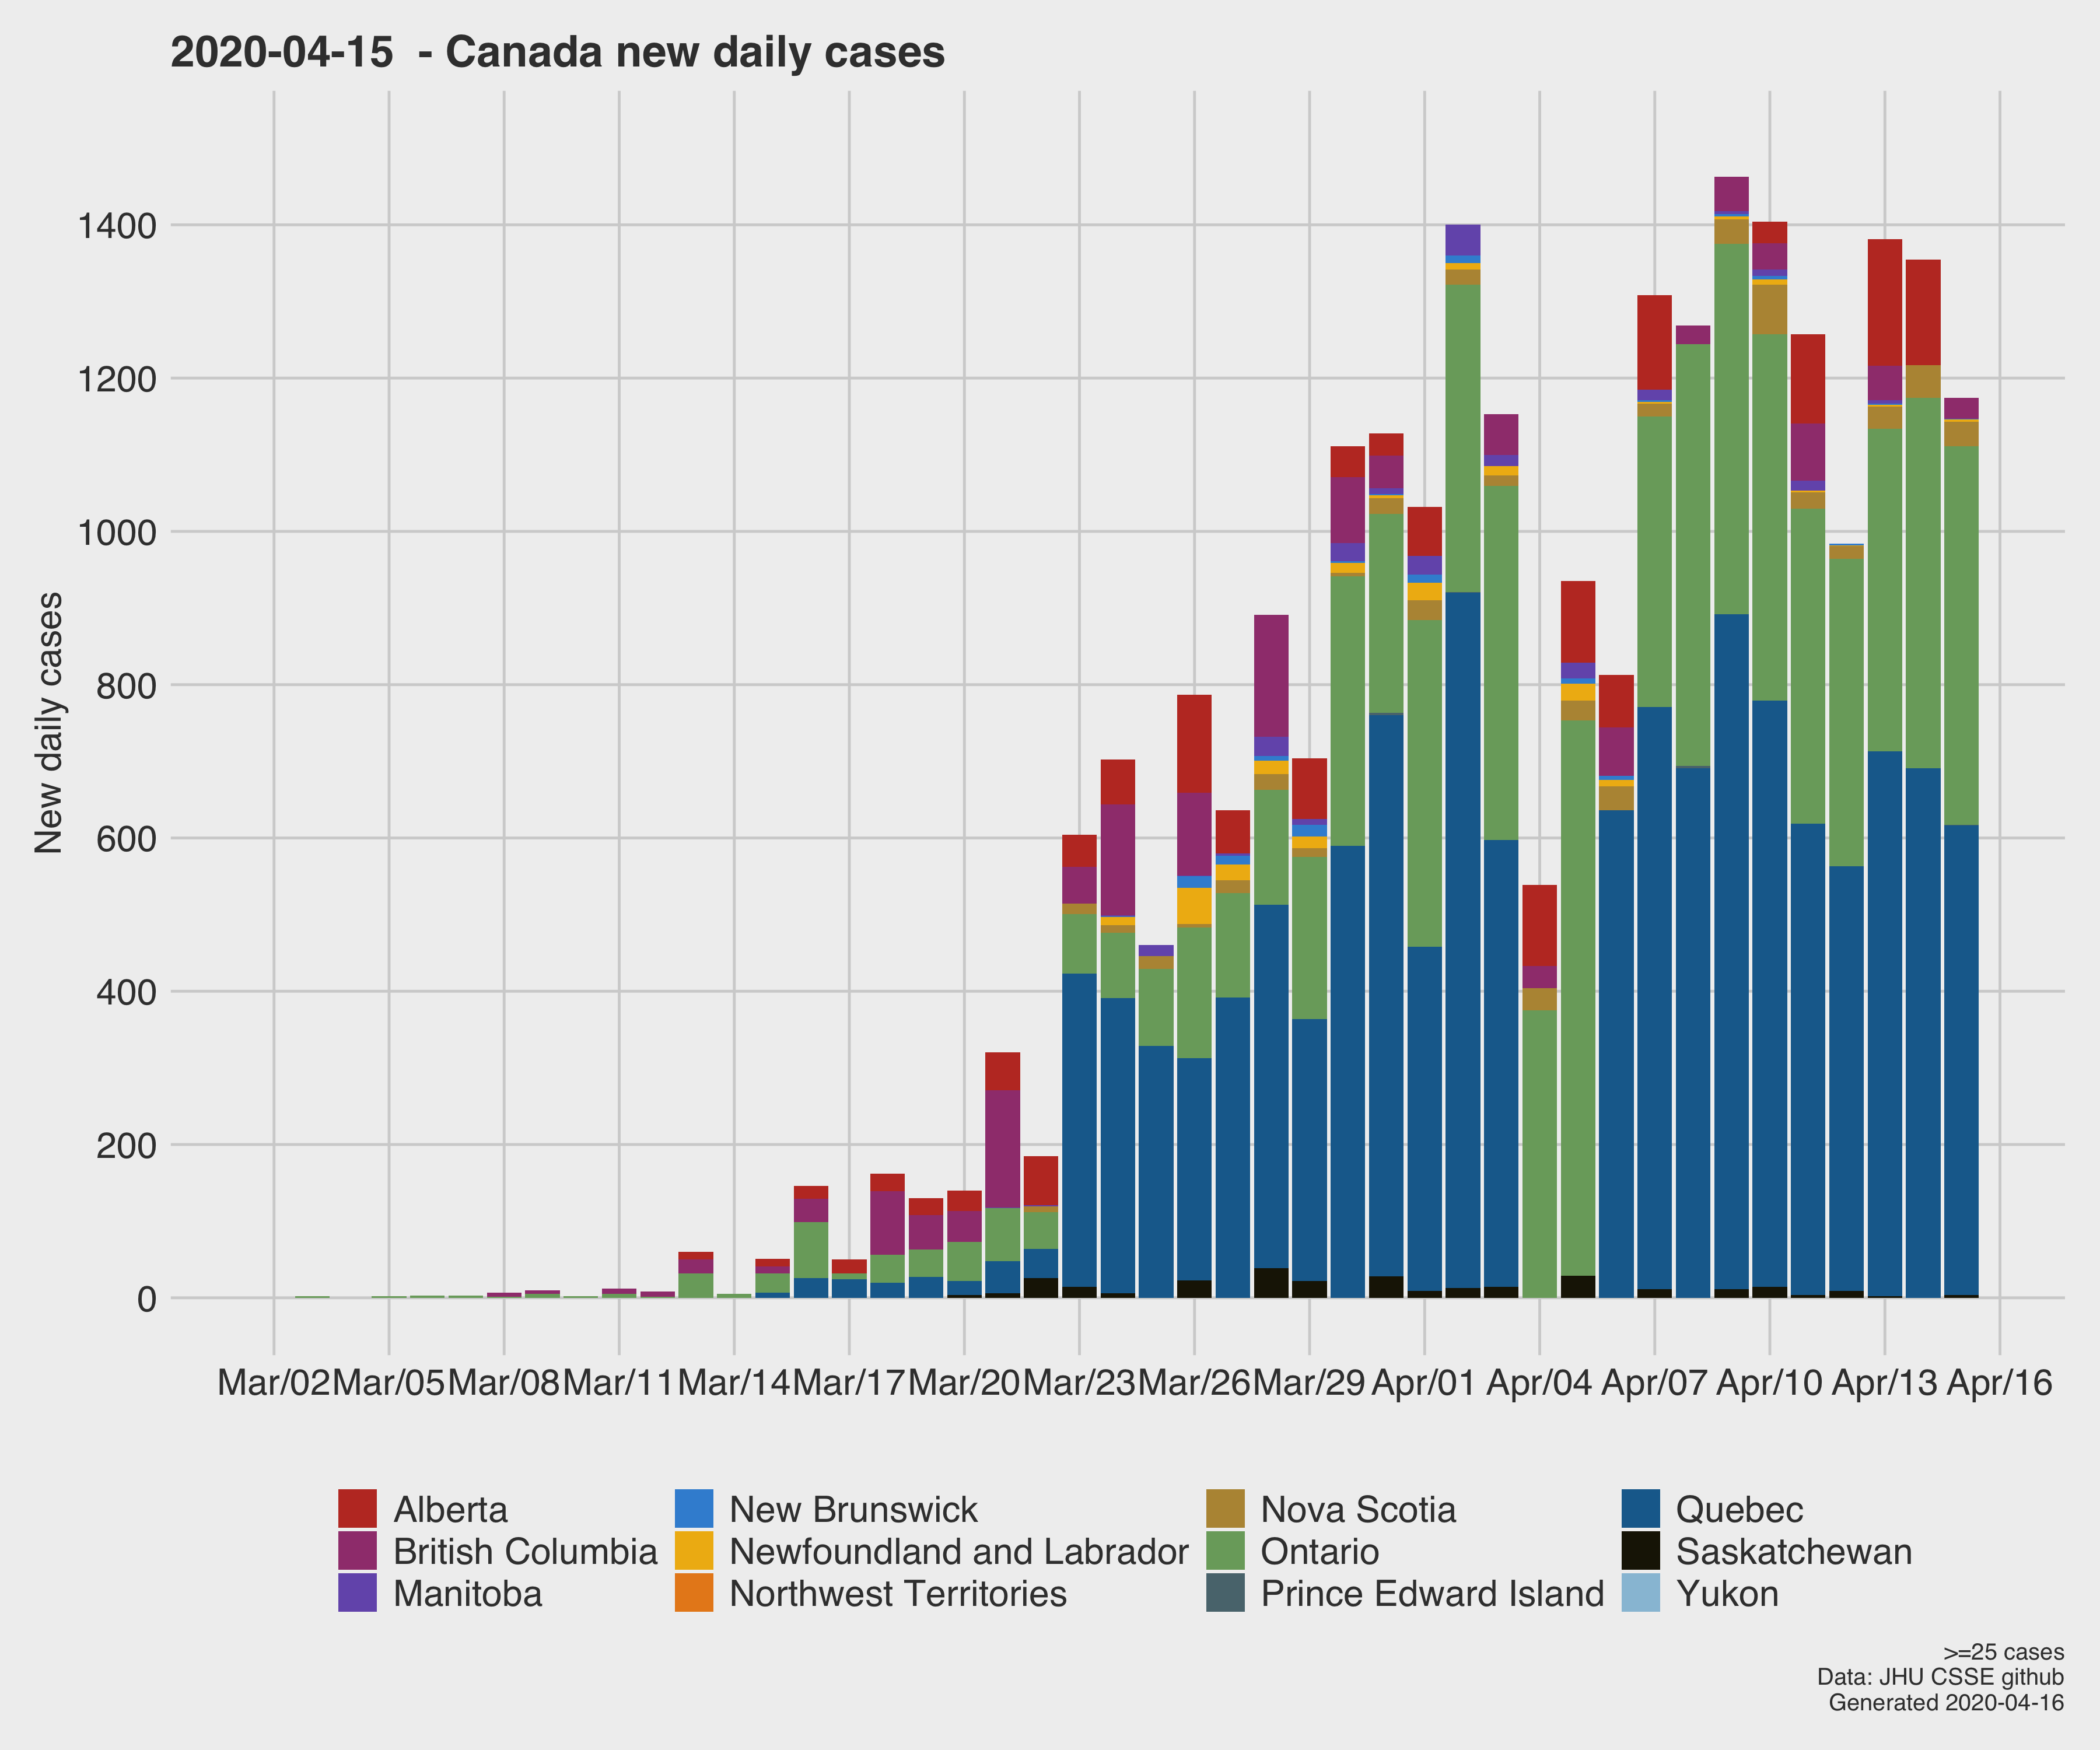 2020-04-15  - Canada new daily cases
New daily cases
1400
1200
1000
800
600
400
200
0
Mar/02 Mar/05 Mar/08 Mar/11 Mar/14 Mar/17 Mar/20 Mar/23 Mar/26 Mar/29 Apr/01 Apr/04 Apr/07 Apr/10 Apr/13 Apr/16
Alberta New Brunswick Nova Scotia Quebec
British Columbia Newfoundland and Labrador Ontario Saskatchewan
Manitoba Northwest Territories Prince Edward Island Yukon
>=25 cases
Data: JHU CSSE github
Generated 2020-04-16